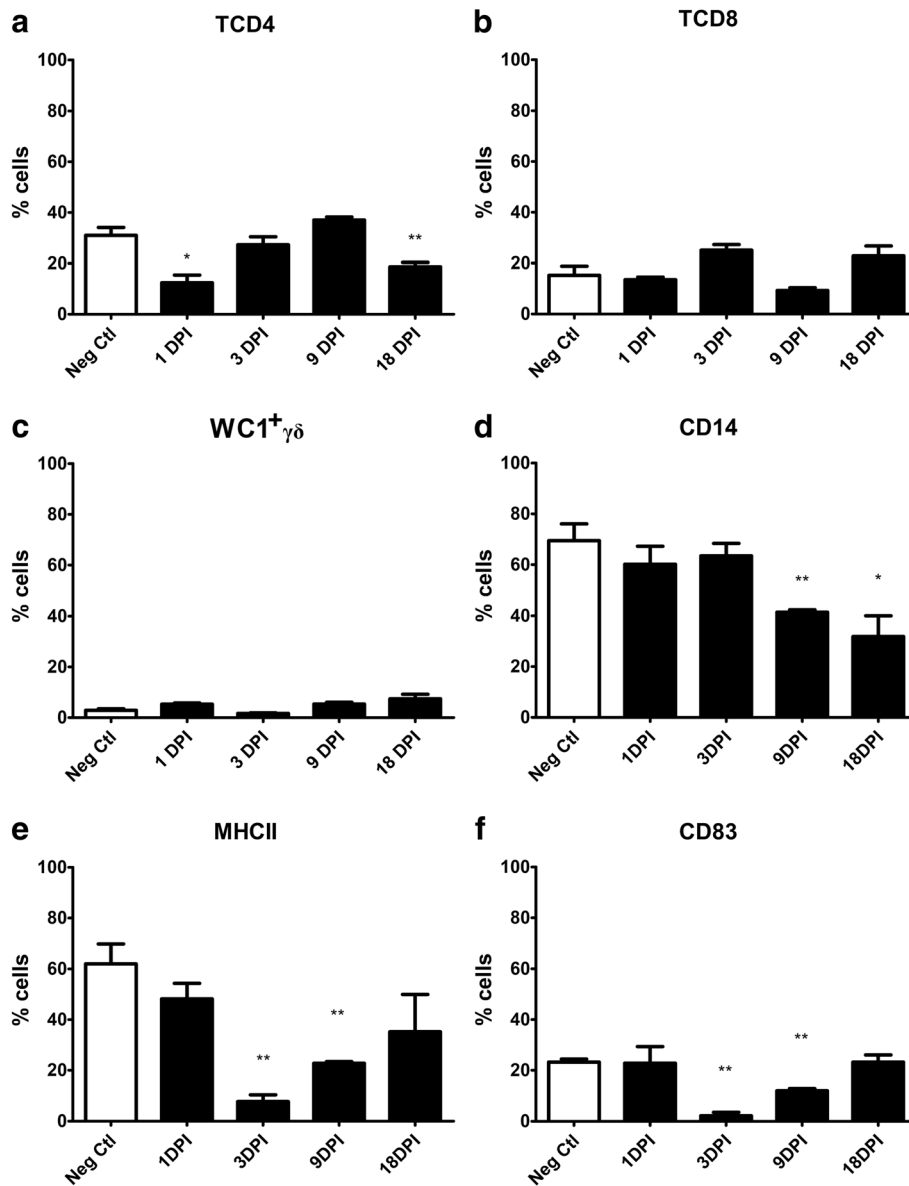 a
TCD4
% cells
100
80
60
40
20
0
*
**
Neg Ctl
1 DPI
3 DPI
9 DPI
18 DPI
b
TCD8
% cells
100
80
60
40
20
0
Neg Ctl
1 DPI
3 DPI
9 DPI
18 DPI
c
WC1+γδ
% cells
100
80
60
40
20
0
Neg Ctl
1 DPI
3 DPI
9 DPI
18 DPI
d
CD14
% cells
100
80
60
40
20
0
**
*
Neg Ctl
1DPI
3DPI
9DPI
18DPI
e
MHCII
% cells
100
80
60
40
20
0
**
**
Neg Ctl
1DPI
3DPI
9DPI
18DPI
f
CD83
% cells
100
80
60
40
20
0
**
**
Neg Ctl
1DPI
3DPI
9DPI
18DPI